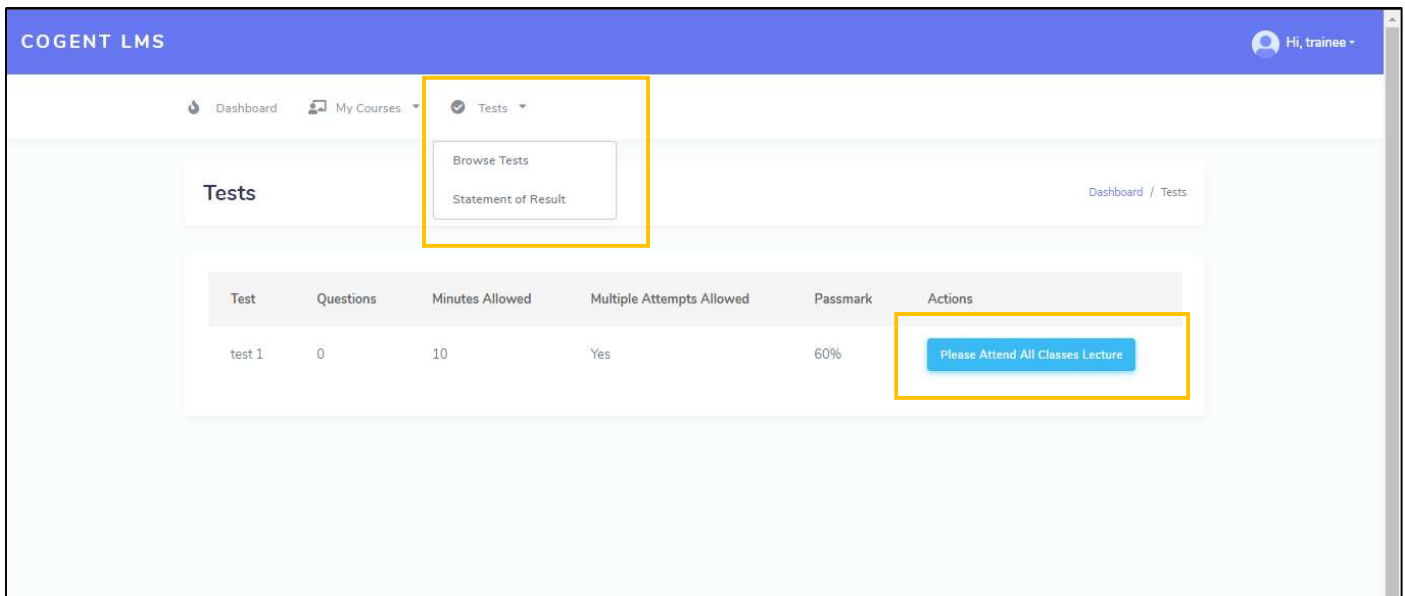 COGENT LMS
Hi, trainee
Dashboard My Courses Tests
Browse Tests
Statement of Result
Tests
Dashboard / Tests
Test Questions Minutes Allowed Multiple Attempts Allowed Passmark Actions
test 1 0 10 Yes 60% Please Attend All Classes Lecture